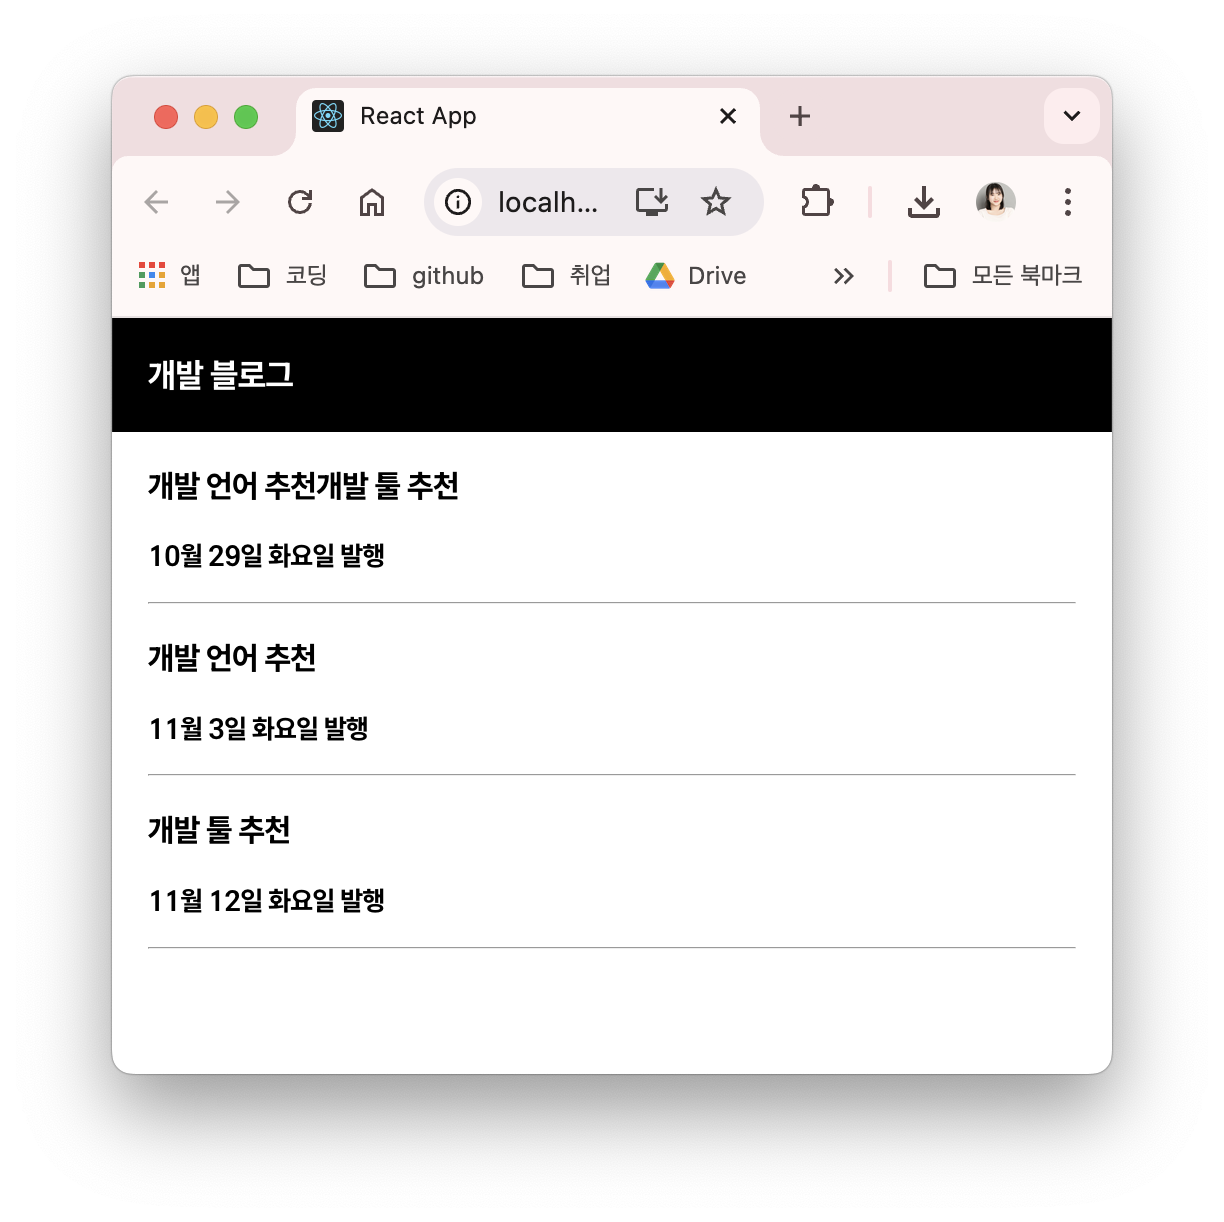 React App
localh...
앱 코딩 github 취업 Drive 모든 북마크
개발 블로그
개발 언어 추천개발 툴 추천
10월 29일 화요일 발행
개발 언어 추천
11월 3일 화요일 발행
개발 툴 추천
11월 12일 화요일 발행